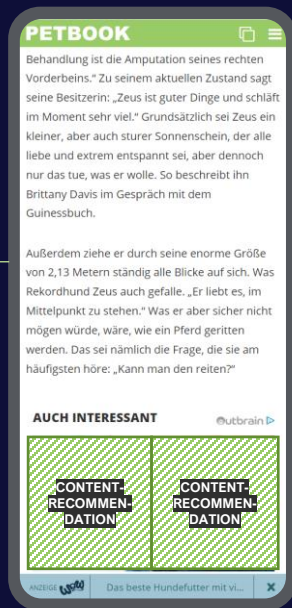 PETBOOK
Behandlung ist die Amputation seines rechten
Vorderbeins.“ Zu seinem aktuellen Zustand sagt
seine Besitzerin: „Zeus ist guter Dinge und schläft
im Moment sehr viel.“ Grundsätzlich sei Zeus ein
kleiner, aber auch sturer Sonnenschein, der alle
liebe und extrem entspannt sei, aber dennoch
nur das tue, was er wolle. So beschreibt ihn
Brittany Davis im Gespräch mit dem
Guinessbuch.
Außerdem ziehe er durch seine enorme Größe
von 2,13 Metern ständig alle Blicke auf sich. Was
Rekordhund Zeus auch gefalle. „Er liebt es, im
Mittelpunkt zu stehen.“ Was er aber sicher nicht
mögen würde, wäre, wie ein Pferd geritten
werden. Das sei nämlich die Frage, die sie am
häufigsten höre: „Kann man den reiten?“
AUCH INTERESSANT
Outbrain
CONTENT-
RECOMMEN-
DATION
CONTENT-
RECOMMEN-
DATION
ANZEIGE Wow Das beste Hundefutter mit vi... X